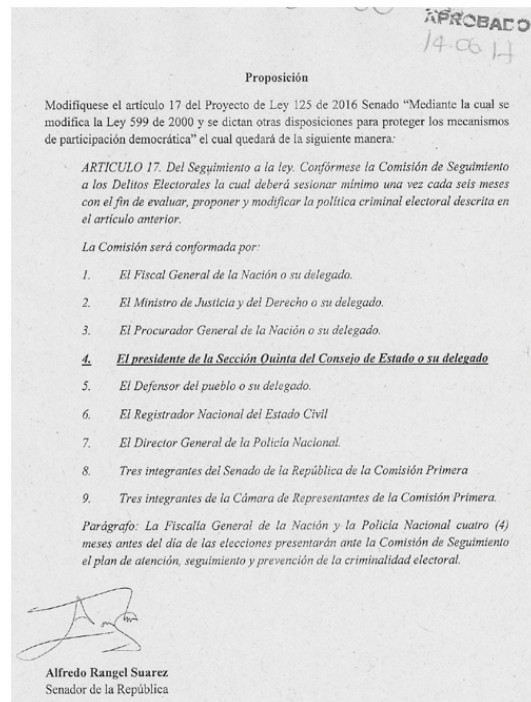 APROBADO
14-06-17
Proposición
Modifíquese el artículo 17 del Proyecto de Ley 125 de 2016 Senado “Mediante la cual se
modifica la Ley 599 de 2000 y se dictan otras disposiciones para proteger los mecanismos
de participación democrática” el cual quedará de la siguiente manera:
ARTICULO 17. Del Seguimiento a la ley. Confórmese la Comisión de Seguimiento
a los Delitos Electorales la cual deberá sesionar mínimo una vez cada seis meses
con el fin de evaluar, proponer y modificar la política criminal electoral descrita en
el artículo anterior.
La Comisión será conformada por:
1. El Fiscal General de la Nación o su delegado.
2. El Ministro de Justicia y del Derecho o su delegado.
3. El Procurador General de la Nación o su delegado.
4. El presidente de la Sección Quinta del Consejo de Estado o su delegado
5. El Defensor del pueblo o su delegado.
6. El Registrador Nacional del Estado Civil
7. El Director General de la Policía Nacional.
8. Tres integrantes del Senado de la República de la Comisión Primera
9. Tres integrantes de la Cámara de Representantes de la Comisión Primera.
Parágrafo: La Fiscalía General de la Nación y la Policía Nacional cuatro (4)
meses antes del día de las elecciones presentarán ante la Comisión de Seguimiento
el plan de atención, seguimiento y prevención de la criminalidad electoral.
Alfredo Rangel Suarez
Senador de la República